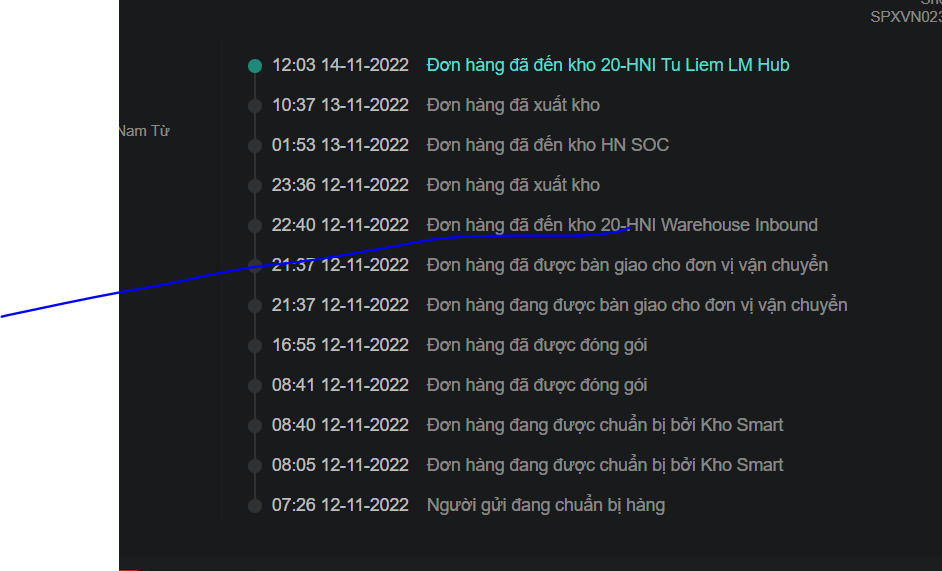 SPXVN023
12:03 14-11-2022 Đơn hàng đã đến kho 20-HNI Tu Liem LM Hub
10:37 13-11-2022 Đơn hàng đã xuất kho
Nam Từ
01:53 13-11-2022 Đơn hàng đã đến kho HN SOC
23:36 12-11-2022 Đơn hàng đã xuất kho
22:40 12-11-2022 Đơn hàng đã đến kho 20-HNI Warehouse Inbound
21:37 12-11-2022 Đơn hàng đã được bàn giao cho đơn vị vận chuyển
21:37 12-11-2022 Đơn hàng đang được bàn giao cho đơn vị vận chuyển
16:55 12-11-2022 Đơn hàng đã được đóng gói
08:41 12-11-2022 Đơn hàng đã được đóng gói
08:40 12-11-2022 Đơn hàng đang được chuẩn bị bởi Kho Smart
08:05 12-11-2022 Đơn hàng đang được chuẩn bị bởi Kho Smart
07:26 12-11-2022 Người gửi đang chuẩn bị hàng